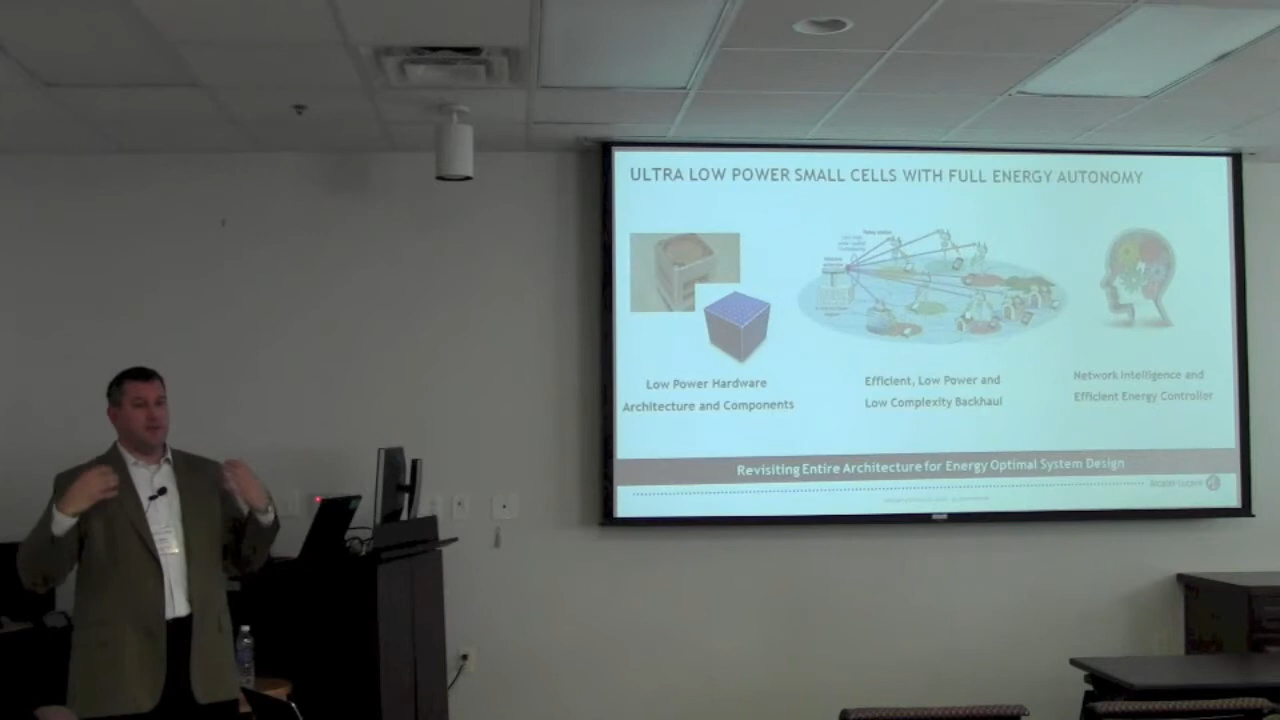 ULTRA LOW POWER SMALL CELLS WITH FULL ENERGY AUTONOMY
Low Power Hardware
Architecture and Components
Efficient, Low Power and
Low Complexity Backhaul
Network Intelligence and
Efficient Energy Controller
Revisiting Entire Architecture for Energy Optimal System Design